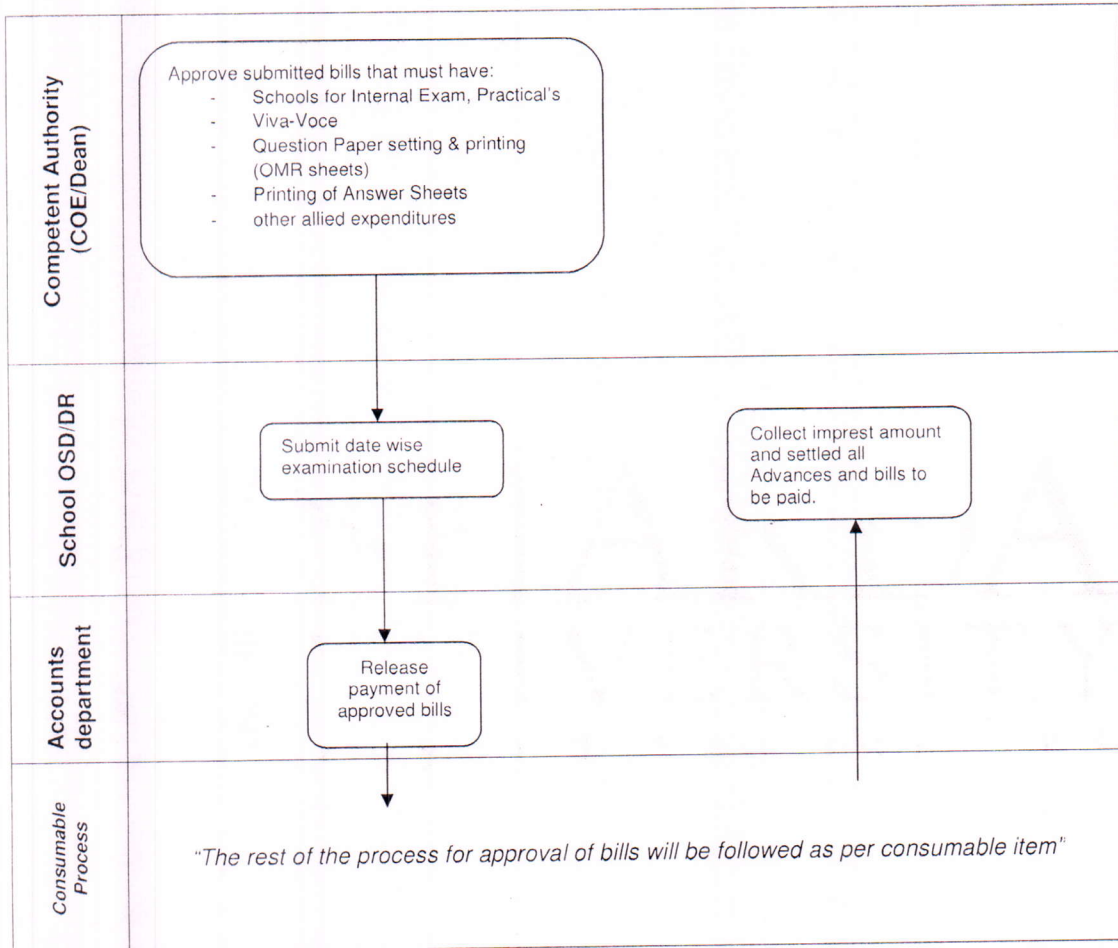 Competent Authority
(COE/Dean)
Approve submitted bills that must have:
- Schools for Internal Exam, Practical's
- Viva-Voce
- Question Paper setting & printing
(OMR sheets)
- Printing of Answer Sheets
- other allied expenditures
School OSD/DR
Submit date wise
examination schedule
Collect imprest amount
and settled all
Advances and bills to
be paid.
Accounts
department
Release
payment of
approved bills
Consumable
Process
"The rest of the process for approval of bills will be followed as per consumable item"